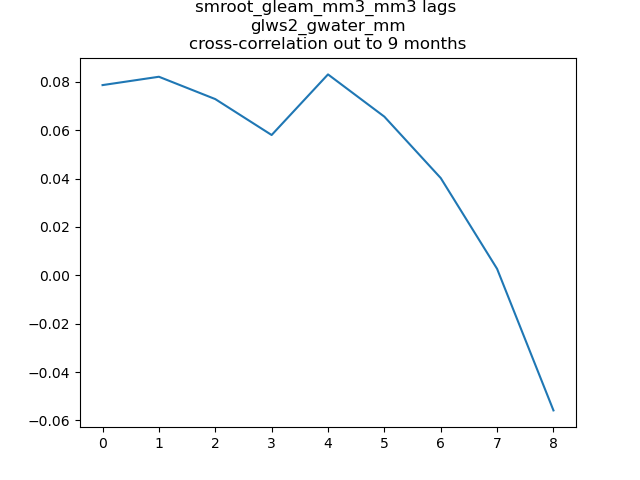 smroot_gleam_mm3_mm3 lags
glws2_gwater_mm
cross-correlation out to 9 months
0.08
0.06
0.04
0.02
0.00
−0.02
−0.04
−0.06
0 1 2 3 4 5 6 7 8